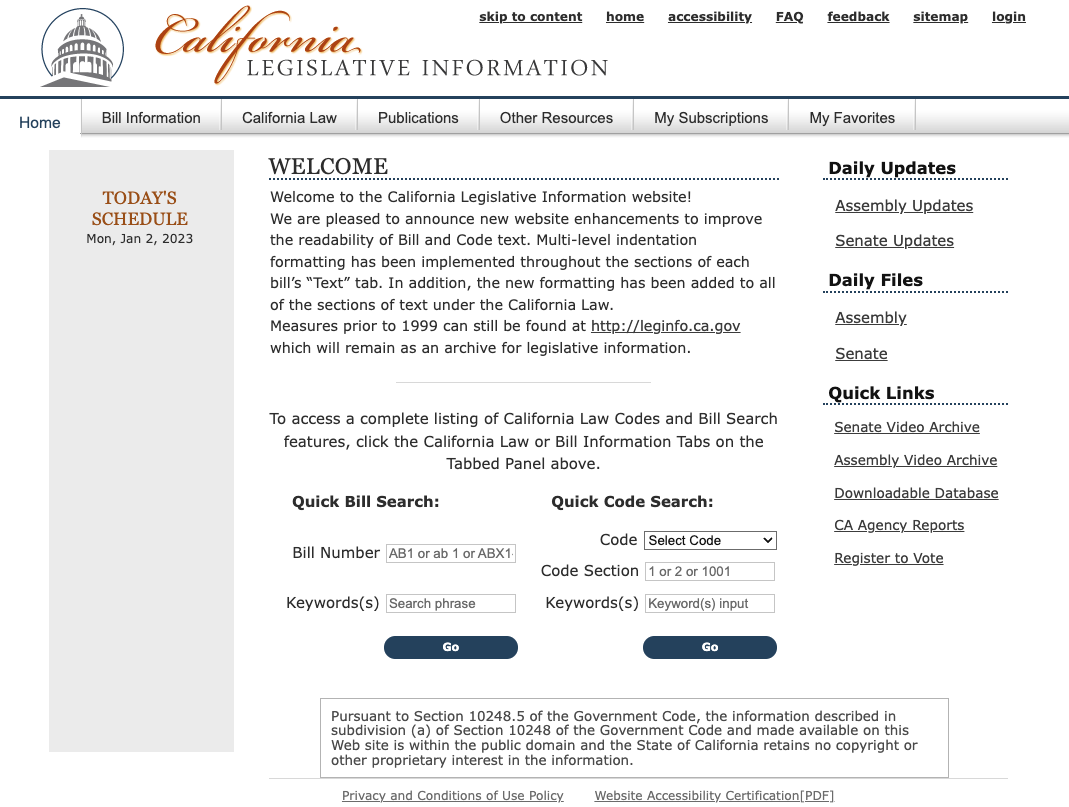 skip to content home accessibility FAQ feedback sitemap login
California
LEGISLATIVE INFORMATION
Home Bill Information California Law Publications Other Resources My Subscriptions My Favorites
TODAY'S
SCHEDULE
Mon, Jan 2, 2023
WELCOME
Welcome to the California Legislative Information website!
We are pleased to announce new website enhancements to improve
the readability of Bill and Code text. Multi-level indentation
formatting has been implemented throughout the sections of each
bill’s “Text” tab. In addition, the new formatting has been added to all
of the sections of text under the California Law.
Measures prior to 1999 can still be found at http://leginfo.ca.gov
which will remain as an archive for legislative information.
To access a complete listing of California Law Codes and Bill Search
features, click the California Law or Bill Information Tabs on the
Tabbed Panel above.
Quick Bill Search:
Bill Number AB1 or ab 1 or ABX1-
Keywords(s) Search phrase
Go
Quick Code Search:
Code Select Code
Code Section 1 or 2 or 1001
Keywords(s) Keyword(s) input
Go
Daily Updates
Assembly Updates
Senate Updates
Daily Files
Assembly
Senate
Quick Links
Senate Video Archive
Assembly Video Archive
Downloadable Database
CA Agency Reports
Register to Vote
Pursuant to Section 10248.5 of the Government Code, the information described in
subdivision (a) of Section 10248 of the Government Code and made available on this
Web site is within the public domain and the State of California retains no copyright or
other proprietary interest in the information.
Privacy and Conditions of Use Policy Website Accessibility Certification[PDF]